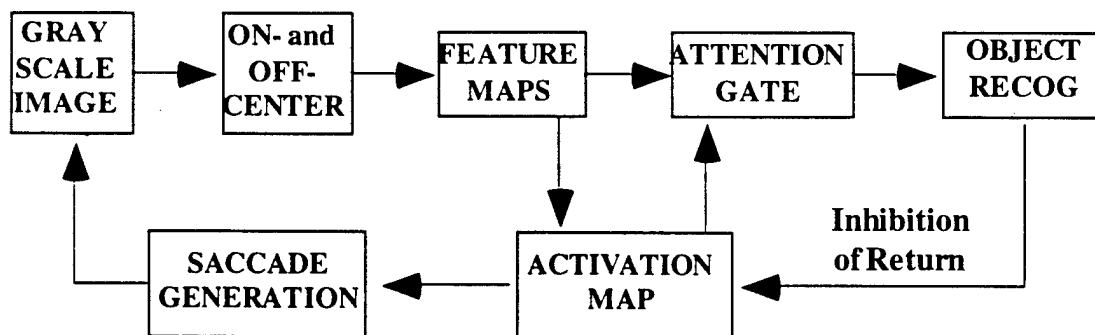 GRAY
SCALE
IMAGE
ON- and
OFF-
CENTER
FEATURE
MAPS
ATTENTION
GATE
OBJECT
RECOG
SACCADE
GENERATION
ACTIVATION
MAP
Inhibition
of Return